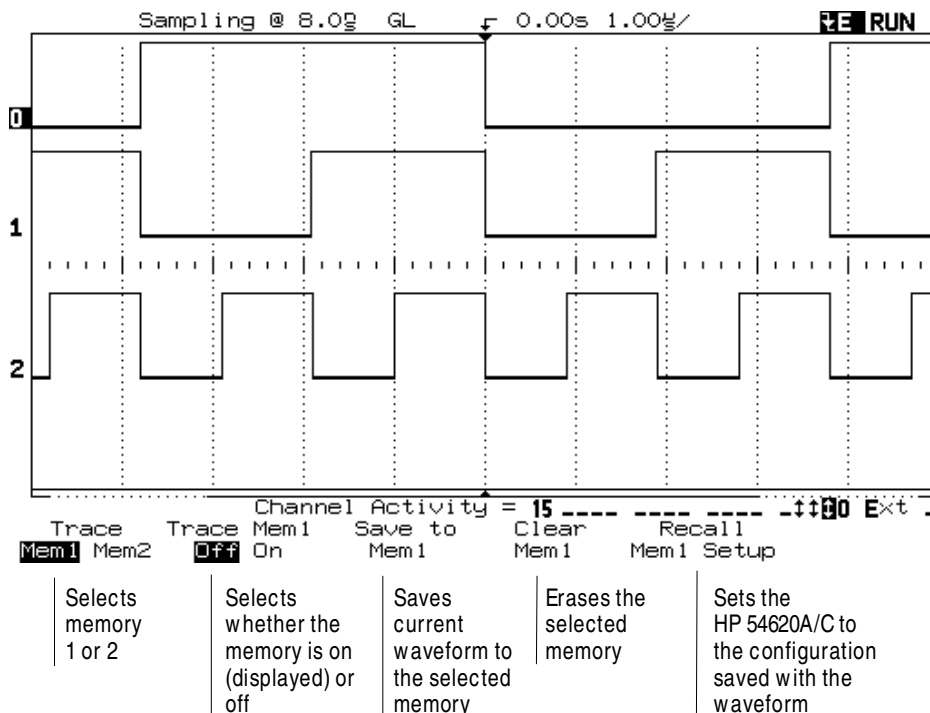 Sampling @ 8.0 GL 0.00s 1.00 / E RUN
0
1
2
Channel Activity = 15 ---- ---- ---- -↕↕ 0 Ext -
Trace
Mem1 Mem2
Trace Mem1
Off On
Save to
Mem1
Clear
Mem1
Recall
Mem1 Setup
Selects
memory
1 or 2
Selects
whether the
memory is on
(displayed) or
off
Saves
current
waveform to
the selected
memory
Erases the
selected
memory
Sets the
HP 54620A/C to
the configuration
saved with the
waveform